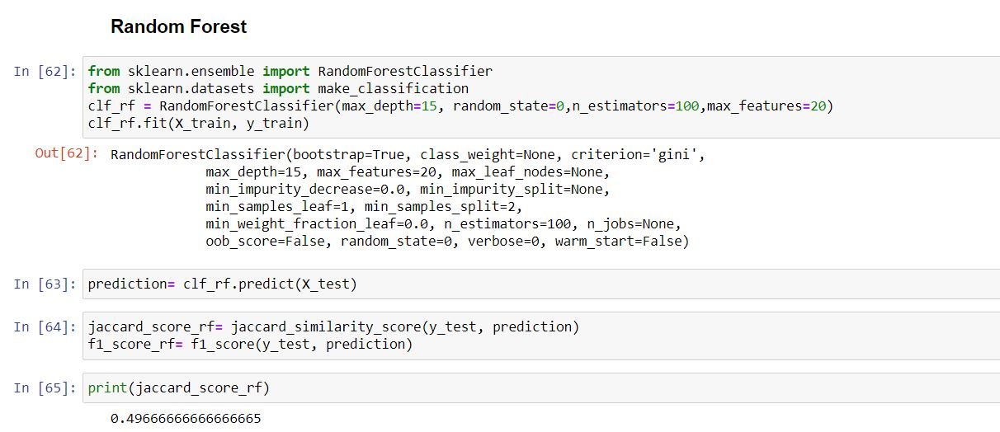 Random Forest
In [62]: from sklearn.ensemble import RandomForestClassifier
from sklearn.datasets import make_classification
clf_rf = RandomForestClassifier(max_depth=15, random_state=0,n_estimators=100,max_features=20)
clf_rf.fit(X_train, y_train)
Out[62]: RandomForestClassifier(bootstrap=True, class_weight=None, criterion='gini',
max_depth=15, max_features=20, max_leaf_nodes=None,
min_impurity_decrease=0.0, min_impurity_split=None,
min_samples_leaf=1, min_samples_split=2,
min_weight_fraction_leaf=0.0, n_estimators=100, n_jobs=None,
oob_score=False, random_state=0, verbose=0, warm_start=False)
In [63]: prediction= clf_rf.predict(X_test)
In [64]: jaccard_score_rf= jaccard_similarity_score(y_test, prediction)
f1_score_rf= f1_score(y_test, prediction)
In [65]: print(jaccard_score_rf)
0.49666666666666665